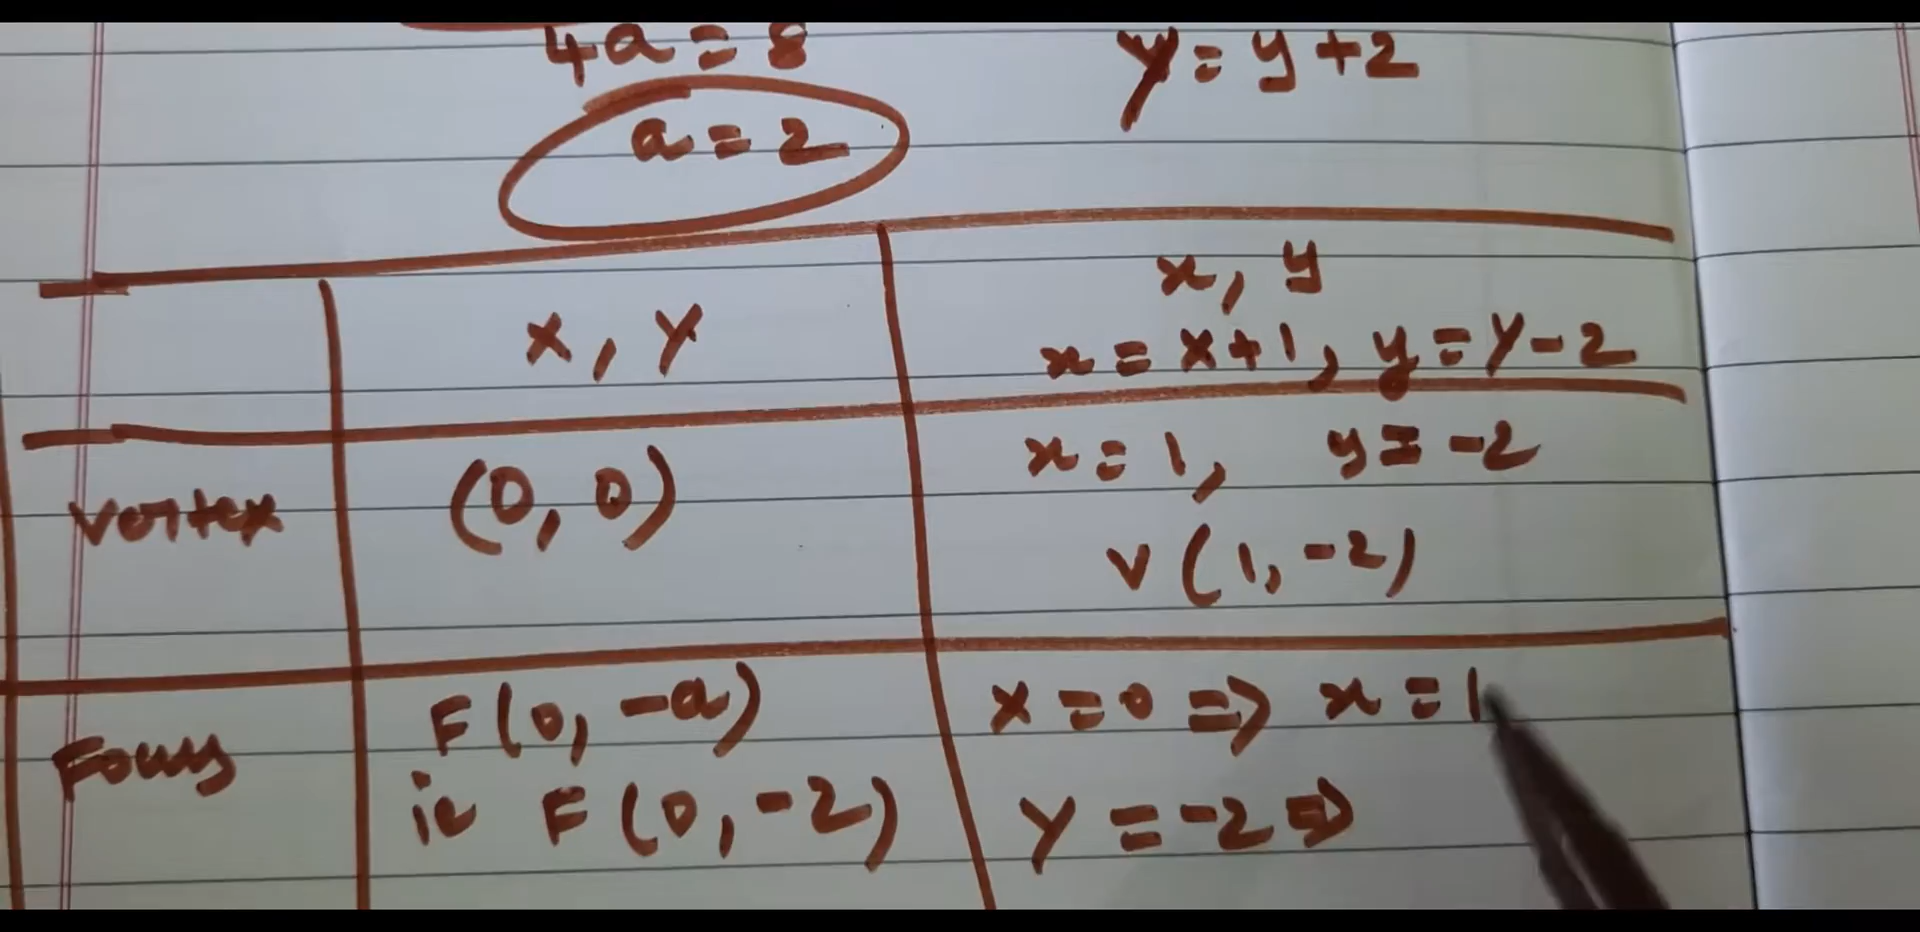 4a = 8
Y = y + 2
a = 2
x, y
X, Y
x = X + 1, y = Y - 2
x = 1, y = -2
Vertex
(0, 0)
V (1, -2)
F (0, -a)
X = 0 => x = 1
Focus
ie F (0, -2)
Y = -2 =>